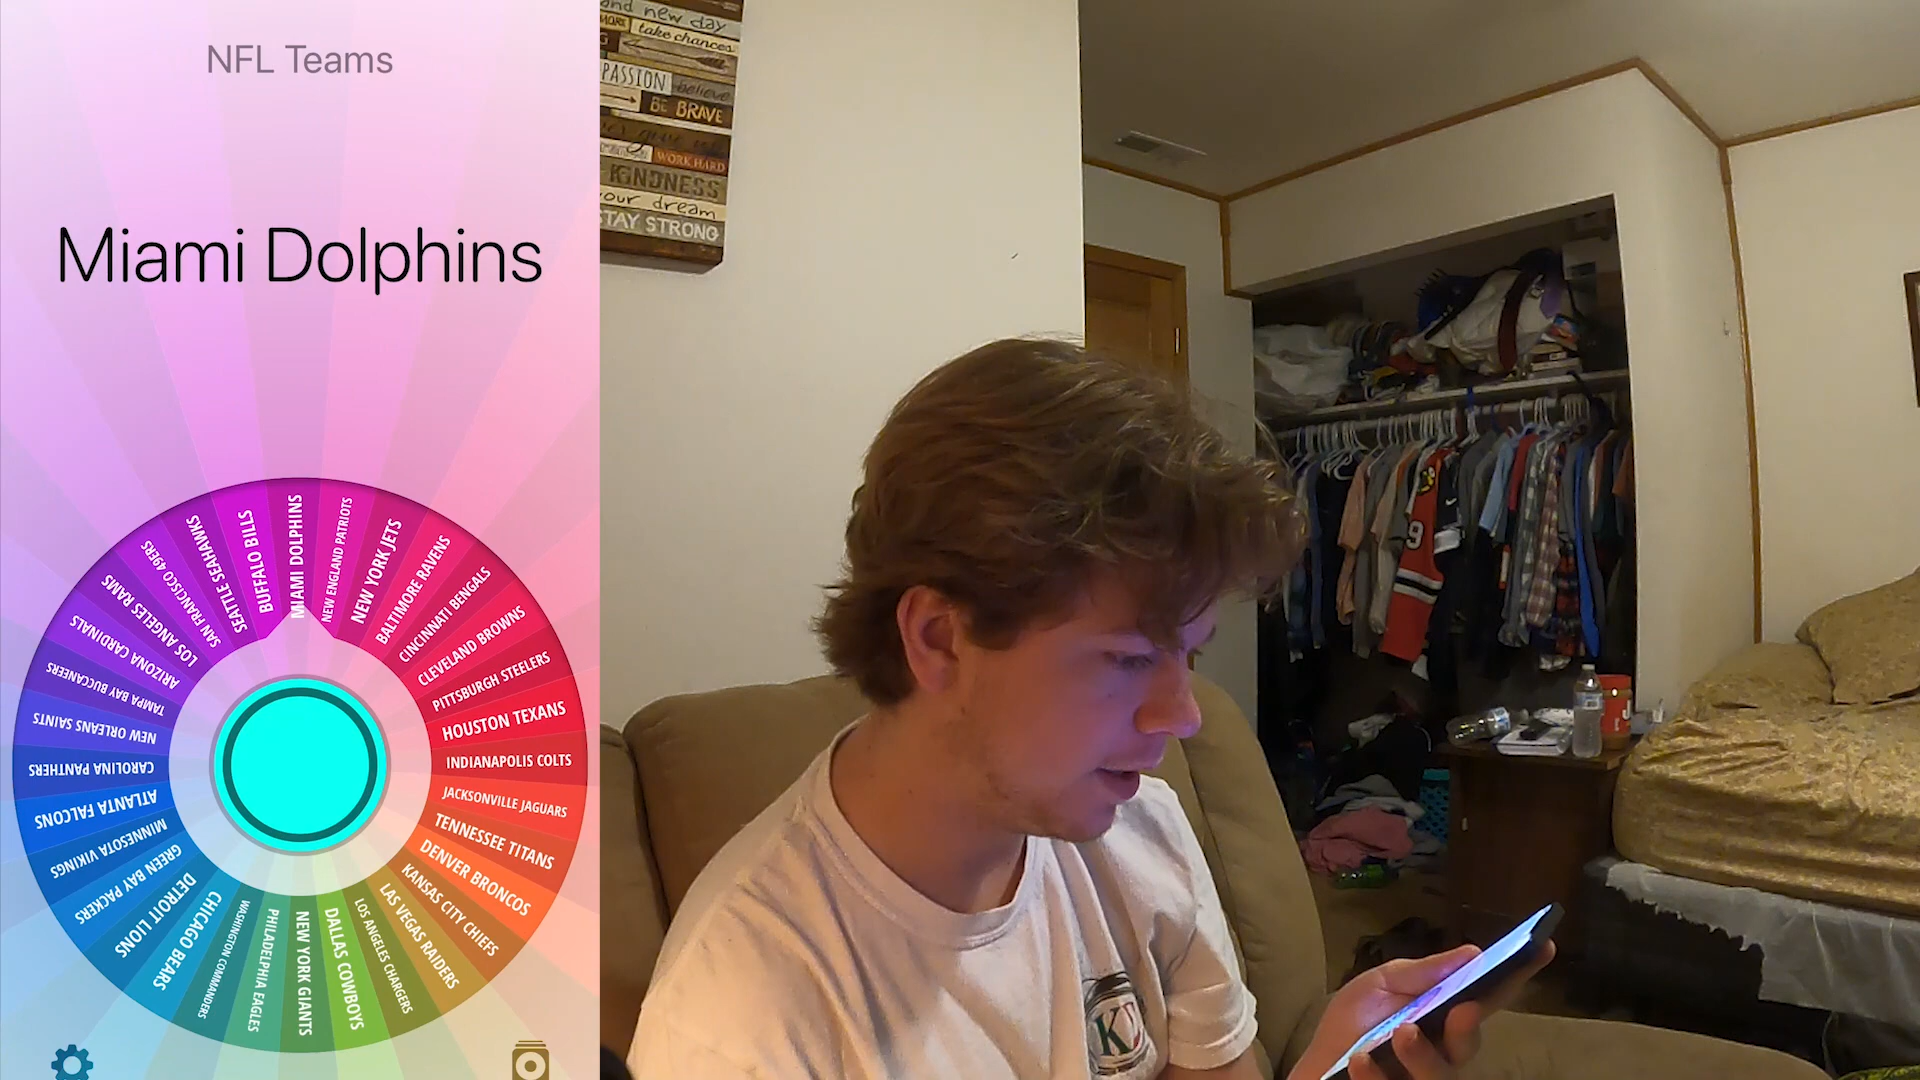 NFL Teams
Miami Dolphins
MIAMI DOLPHINS
NEW ENGLAND PATRIOTS
NEW YORK JETS
BALTIMORE RAVENS
CINCINNATI BENGALS
CLEVELAND BROWNS
PITTSBURGH STEELERS
HOUSTON TEXANS
INDIANAPOLIS COLTS
JACKSONVILLE JAGUARS
TENNESSEE TITANS
DENVER BRONCOS
KANSAS CITY CHIEFS
LAS VEGAS RAIDERS
LOS ANGELES CHARGERS
DALLAS COWBOYS
NEW YORK GIANTS
PHILADELPHIA EAGLES
WASHINGTON COMMANDERS
CHICAGO BEARS
DETROIT LIONS
GREEN BAY PACKERS
MINNESOTA VIKINGS
ATLANTA FALCONS
CAROLINA PANTHERS
NEW ORLEANS SAINTS
TAMPA BAY BUCCANEERS
ARIZONA CARDINALS
LOS ANGELES RAMS
SAN FRANCISCO 49ERS
SEATTLE SEAHAWKS
BUFFALO BILLS
and new day
MORE take chances
PASSION believe
BE BRAVE
WORK HARD
KINDNESS
your dream
STAY STRONG
9
K